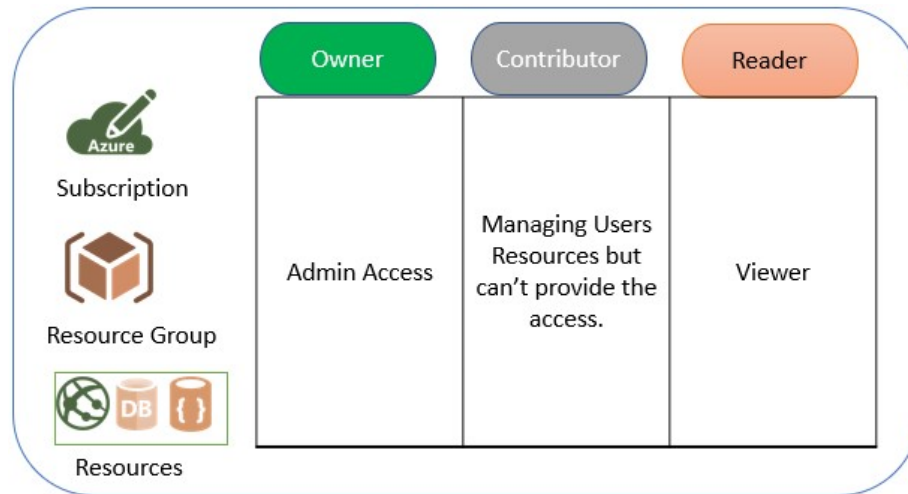 Owner
Contributor
Reader
Azure
Subscription
Resource Group
DB
{ }
Resources
Admin Access
Managing Users
Resources but
can’t provide the
access.
Viewer